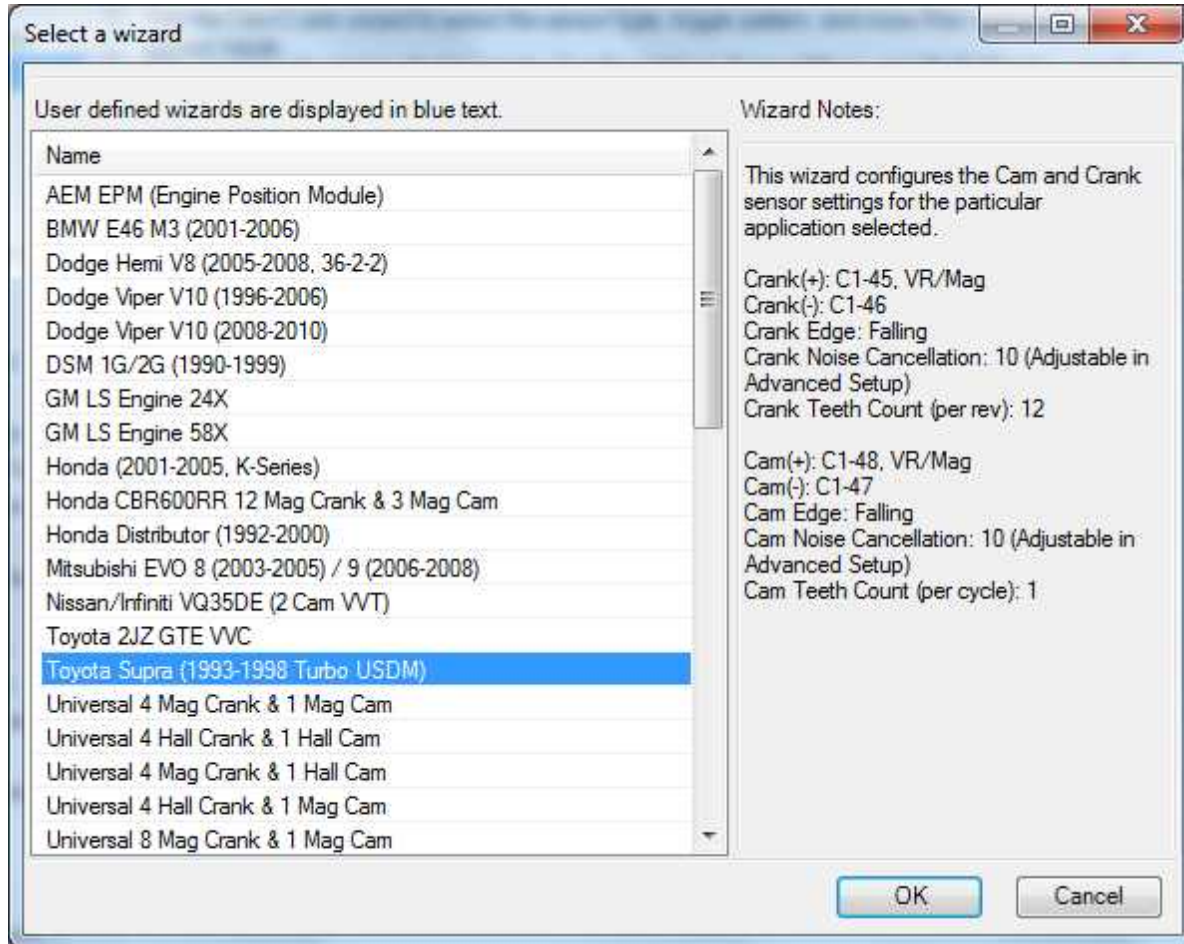 Select a wizard
User defined wizards are displayed in blue text.
Name
AEM EPM (Engine Position Module)
BMW E46 M3 (2001-2006)
Dodge Hemi V8 (2005-2008, 36-2-2)
Dodge Viper V10 (1996-2006)
Dodge Viper V10 (2008-2010)
DSM 1G/2G (1990-1999)
GM LS Engine 24X
GM LS Engine 58X
Honda (2001-2005, K-Series)
Honda CBR600RR 12 Mag Crank & 3 Mag Cam
Honda Distributor (1992-2000)
Mitsubishi EVO 8 (2003-2005) / 9 (2006-2008)
Nissan/Infiniti VQ35DE (2 Cam VVT)
Toyota 2JZ GTE VVC
Toyota Supra (1993-1998 Turbo USDM)
Universal 4 Mag Crank & 1 Mag Cam
Universal 4 Hall Crank & 1 Hall Cam
Universal 4 Mag Crank & 1 Hall Cam
Universal 4 Hall Crank & 1 Mag Cam
Universal 8 Mag Crank & 1 Mag Cam
Wizard Notes:
This wizard configures the Cam and Crank
sensor settings for the particular
application selected.
Crank(+): C1-45, VR/Mag
Crank(-): C1-46
Crank Edge: Falling
Crank Noise Cancellation: 10 (Adjustable in
Advanced Setup)
Crank Teeth Count (per rev): 12
Cam(+): C1-48, VR/Mag
Cam(-): C1-47
Cam Edge: Falling
Cam Noise Cancellation: 10 (Adjustable in
Advanced Setup)
Cam Teeth Count (per cycle): 1
OK
Cancel